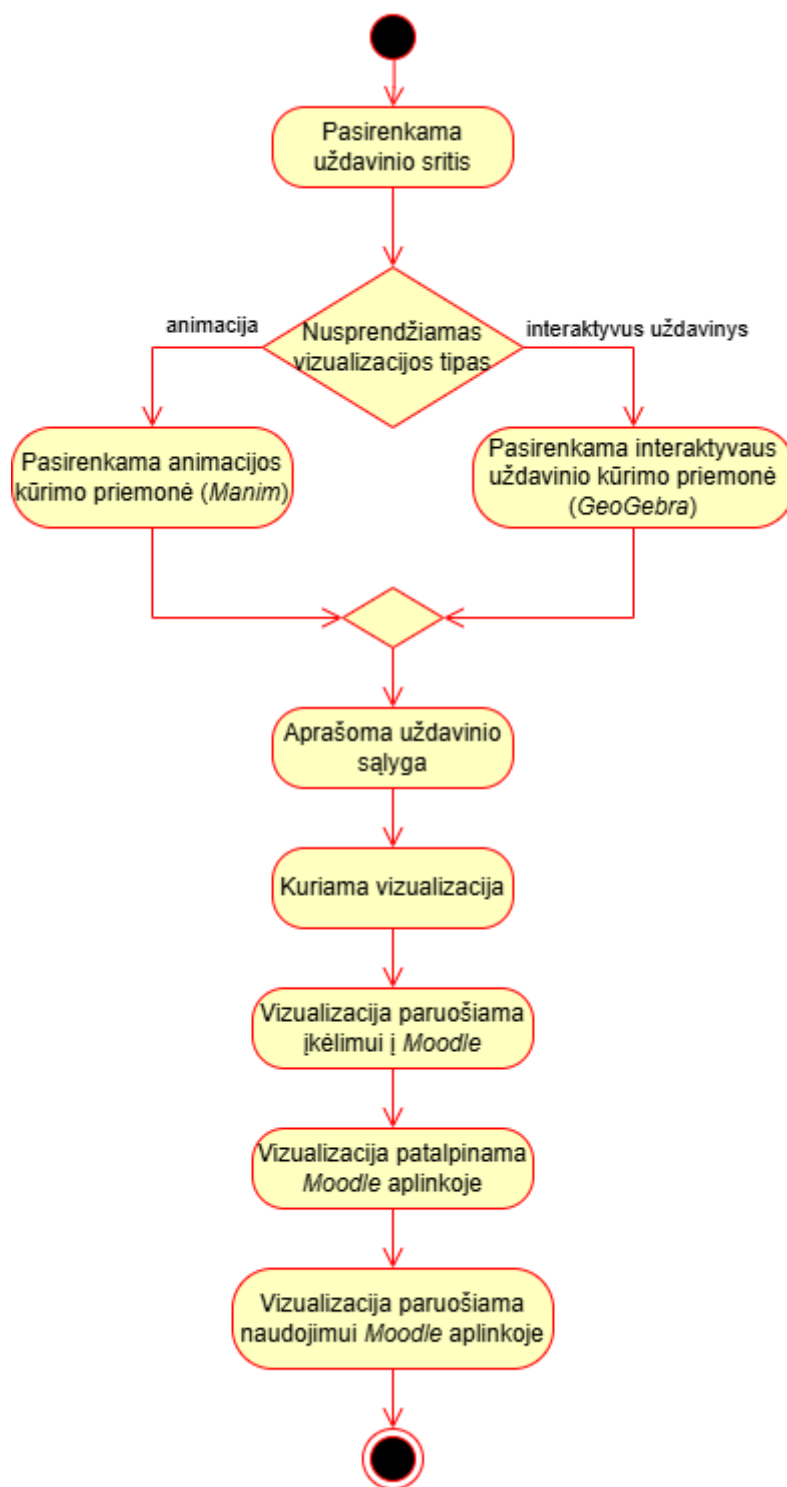 Pasirenkama
uždavinio sritis
animacija
Nusprendžiamas
vizualizacijos tipas
interaktyvus uždavinys
Pasirenkama animacijos
kūrimo priemonė (Manim)
Pasirenkama interaktyvaus
uždavinio kūrimo priemonė
(GeoGebra)
Aprašoma uždavinio
sąlyga
Kuriama vizualizacija
Vizualizacija paruošiama
įkėlimui į Moodle
Vizualizacija patalpinama
Moodle aplinkoje
Vizualizacija paruošiama
naudojimui Moodle aplinkoje